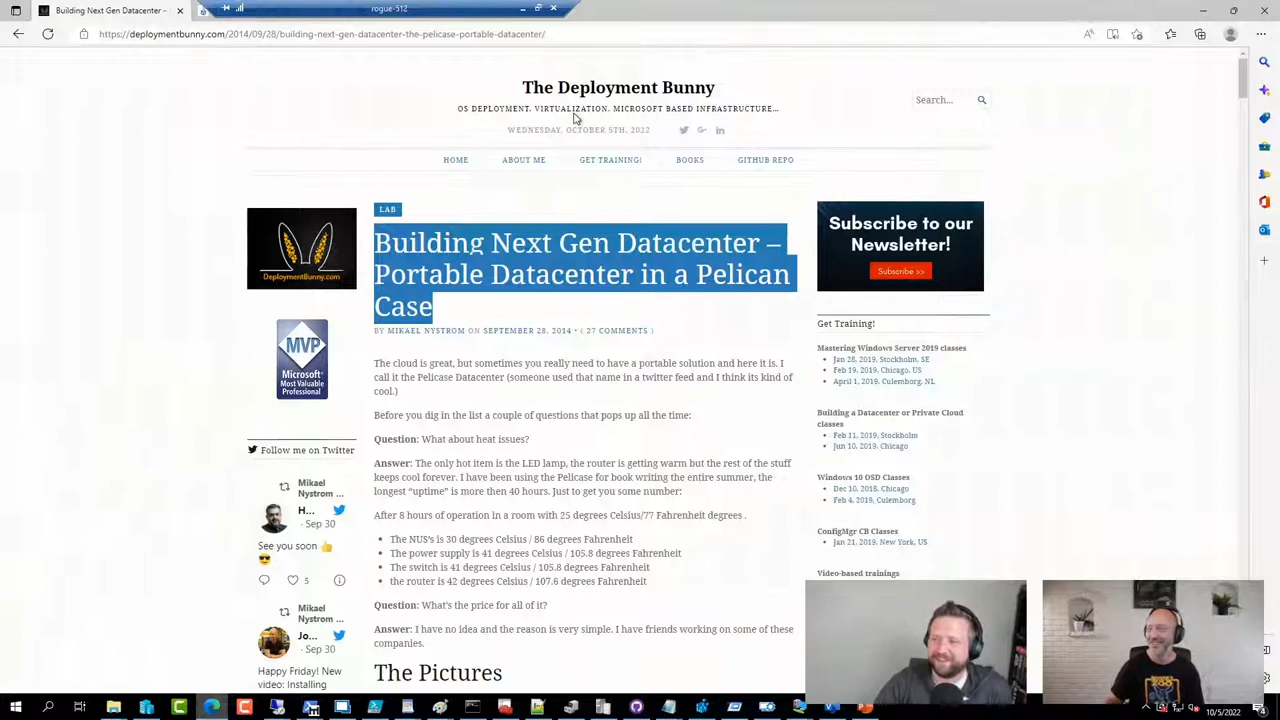 Building Next Gen Datacenter –
rogue-512
https://deploymentbunny.com/2014/09/28/building-next-gen-datacenter-the-pelicase-portable-datacenter/
The Deployment Bunny
OS DEPLOYMENT, VIRTUALIZATION, MICROSOFT BASED INFRASTRUCTURE...
WEDNESDAY, OCTOBER 5TH, 2022
Search...
HOME ABOUT ME GET TRAINING! BOOKS GITHUB REPO
DeploymentBunny.com
MVP
Microsoft®
Most Valuable
Professional
Follow me on Twitter
Mikael
Nystrom ...
H...
· Sep 30
See you soon
5
Mikael
Nystrom ...
Jo...
· Sep 30
Happy Friday! New
video: Installing
LAB
Building Next Gen Datacenter –
Portable Datacenter in a Pelican
Case
BY MIKAEL NYSTROM ON SEPTEMBER 28, 2014 • ( 27 COMMENTS )
The cloud is great, but sometimes you really need to have a portable solution and here it is. I
call it the Pelicase Datacenter (someone used that name in a twitter feed and I think its kind of
cool.)
Before you dig in the list a couple of questions that pops up all the time:
Question: What about heat issues?
Answer: The only hot item is the LED lamp, the router is getting warm but the rest of the stuff
keeps cool forever. I have been using the Pelicase for book writing the entire summer, the
longest “uptime” is more then 40 hours. Just to get you some number:
After 8 hours of operation in a room with 25 degrees Celsius/77 Fahrenheit degrees .
The NUS's is 30 degrees Celsius / 86 degrees Fahrenheit
The power supply is 41 degrees Celsius / 105.8 degrees Fahrenheit
The switch is 41 degrees Celsius / 105.8 degrees Fahrenheit
the router is 42 degrees Celsius / 107.6 degrees Fahrenheit
Question: What's the price for all of it?
Answer: I have no idea and the reason is very simple. I have friends working on some of these
companies.
The Pictures
Subscribe to our
Newsletter!
Subscribe >>
Get Training!
Mastering Windows Server 2019 classes
Jan 28, 2019, Stockholm, SE
Feb 19, 2019, Chicago, US
April 1, 2019, Culemborg, NL
Building a Datacenter or Private Cloud
classes
Feb 11, 2019, Stockholm
Jun 10, 2019, Chicago
Windows 10 OSD Classes
Dec 10, 2018, Chicago
Feb 4, 2019, Culemborg
ConfigMgr CB Classes
Jan 21, 2019, New York, US
Video-based trainings
10/5/2022